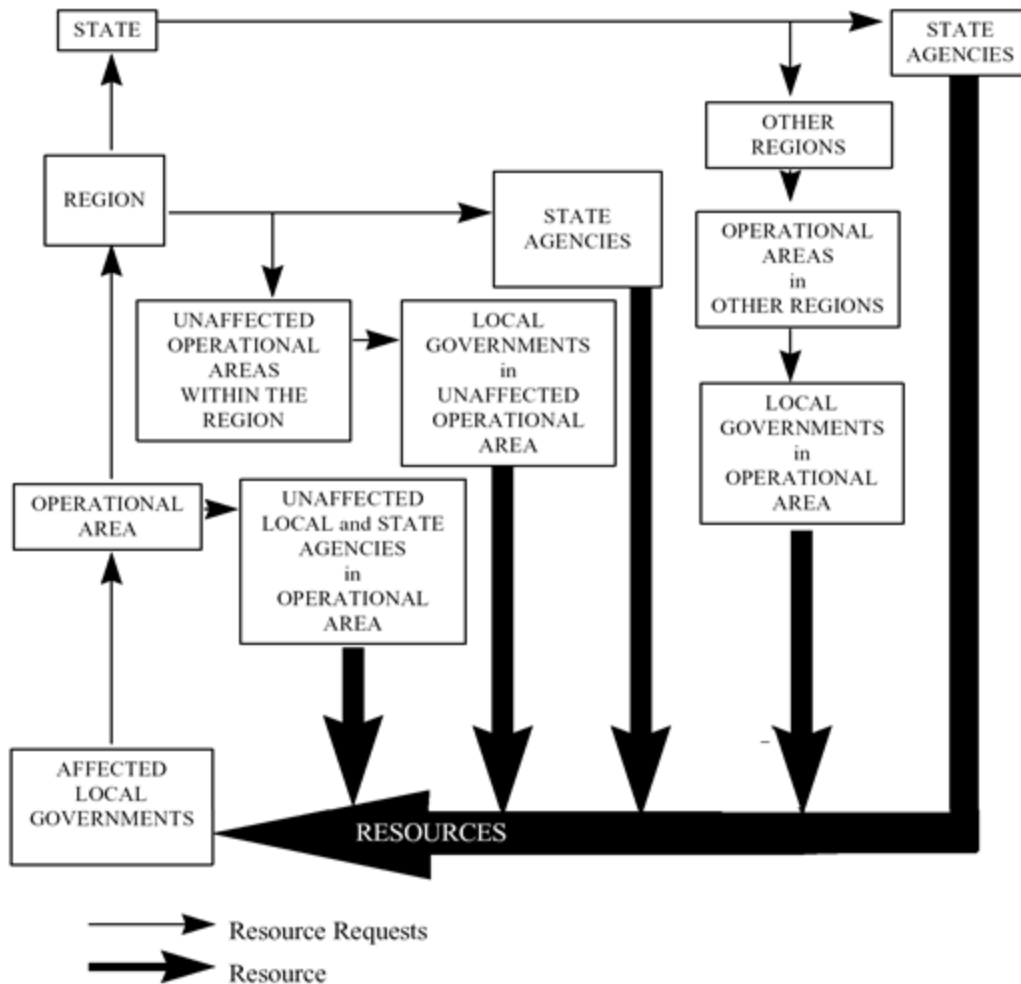 STATE
STATE
AGENCIES
OTHER
REGIONS
REGION
STATE
AGENCIES
OPERATIONAL
AREAS
in
OTHER REGIONS
UNAFFECTED
OPERATIONAL
AREAS
WITHIN THE
REGION
LOCAL
GOVERNMENTS
in
UNAFFECTED
OPERATIONAL
AREA
LOCAL
GOVERNMENTS
in
OPERATIONAL
AREA
OPERATIONAL
AREA
UNAFFECTED
LOCAL and STATE
AGENCIES
in
OPERATIONAL
AREA
AFFECTED
LOCAL
GOVERNMENTS
RESOURCES
Resource Requests
Resource